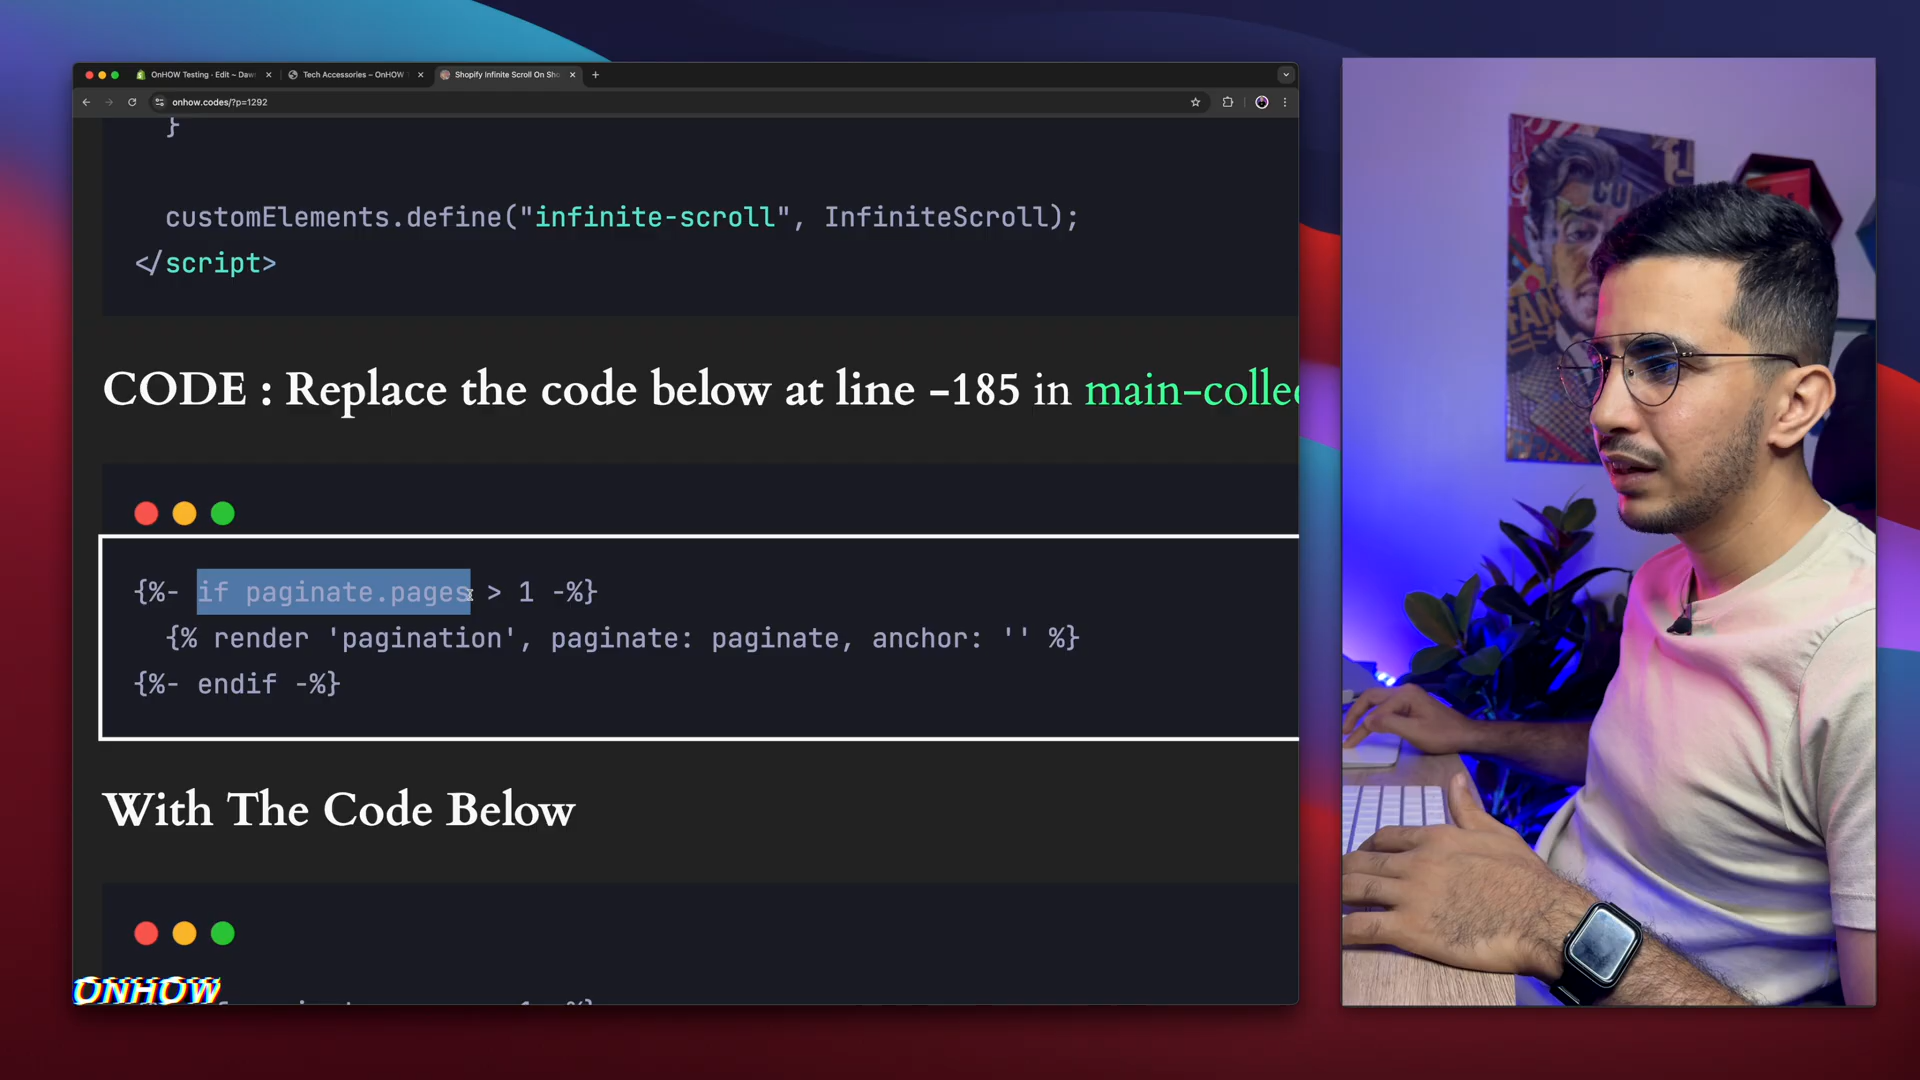 OnHOW Testing · Edit ~ Daw
Tech Accessories – OnHOW T
Shopify Infinite Scroll On Sho
onhow.codes/?p=1292
}
customElements.define("infinite-scroll", InfiniteScroll);
</script>
CODE : Replace the code below at line -185 in main-collec
{%- if paginate.pages > 1 -%}
{% render 'pagination', paginate: paginate, anchor: '' %}
{%- endif -%}
With The Code Below
ONHOW